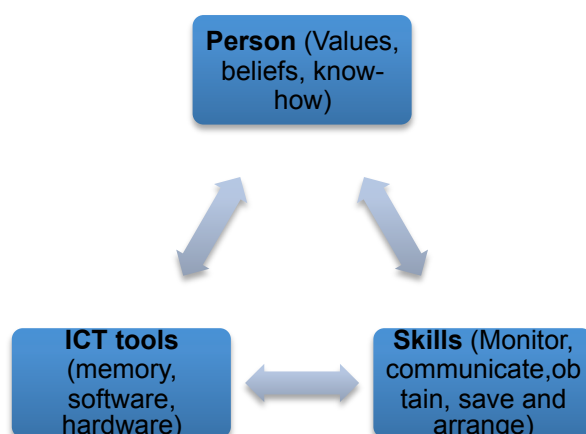 Person (Values,
beliefs, know-
how)
ICT tools
(memory,
software,
hardware)
Skills (Monitor,
communicate,ob
tain, save and
arrange)